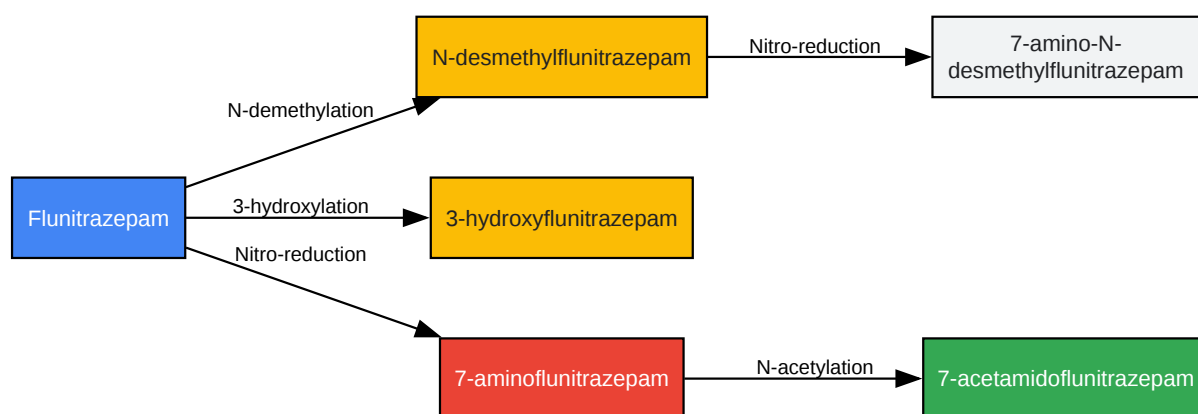 N-desmethylflunitrazepam
Nitro-reduction
7-amino-N-
desmethylflunitrazepam
N-demethylation
Flunitrazepam
3-hydroxylation
3-hydroxyflunitrazepam
Nitro-reduction
7-aminoflunitrazepam
N-acetylation
7-acetamidoflunitrazepam